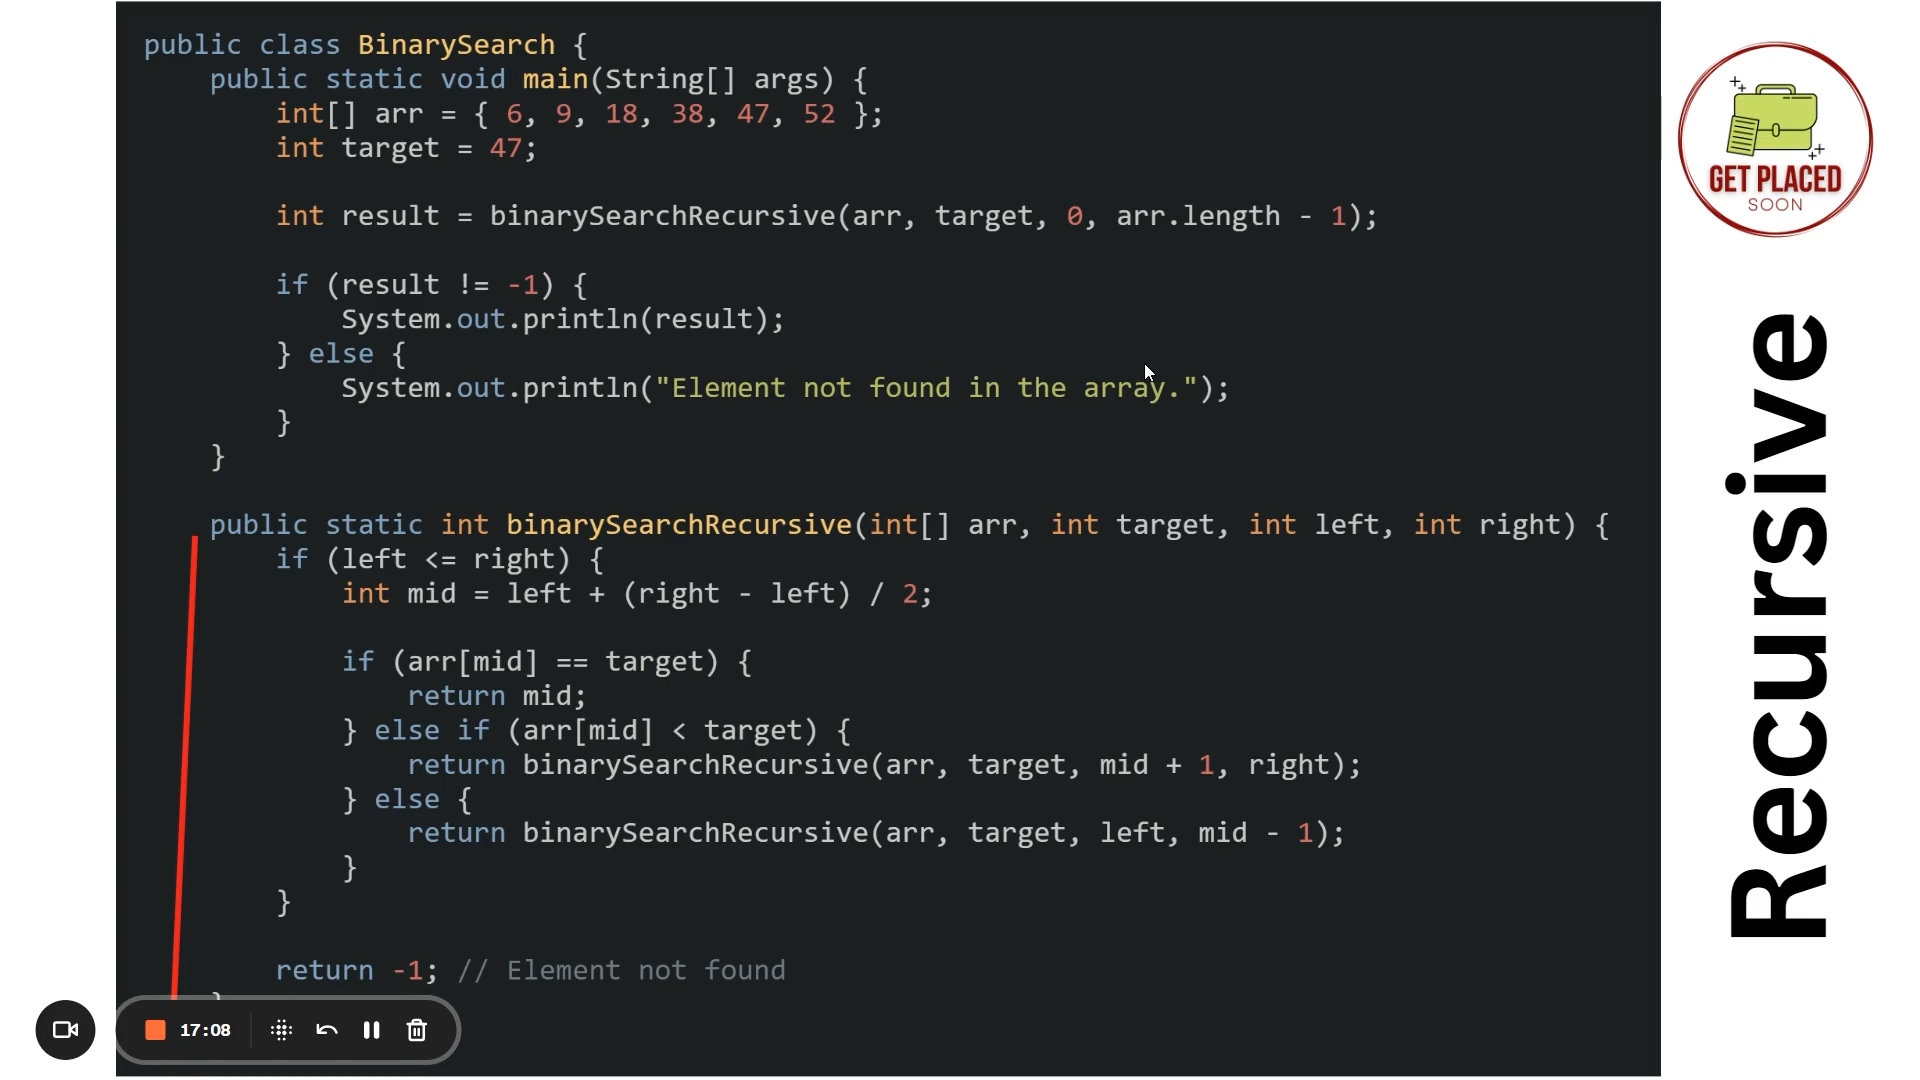 public class BinarySearch {
    public static void main(String[] args) {
        int[] arr = { 6, 9, 18, 38, 47, 52 };
        int target = 47;

        int result = binarySearchRecursive(arr, target, 0, arr.length - 1);

        if (result != -1) {
            System.out.println(result);
        } else {
            System.out.println("Element not found in the array.");
        }
    }

    public static int binarySearchRecursive(int[] arr, int target, int left, int right) {
        if (left <= right) {
            int mid = left + (right - left) / 2;

            if (arr[mid] == target) {
                return mid;
            } else if (arr[mid] < target) {
                return binarySearchRecursive(arr, target, mid + 1, right);
            } else {
                return binarySearchRecursive(arr, target, left, mid - 1);
            }
        }

        return -1; // Element not found
    }
17:08
GET PLACED
SOON
Recursive